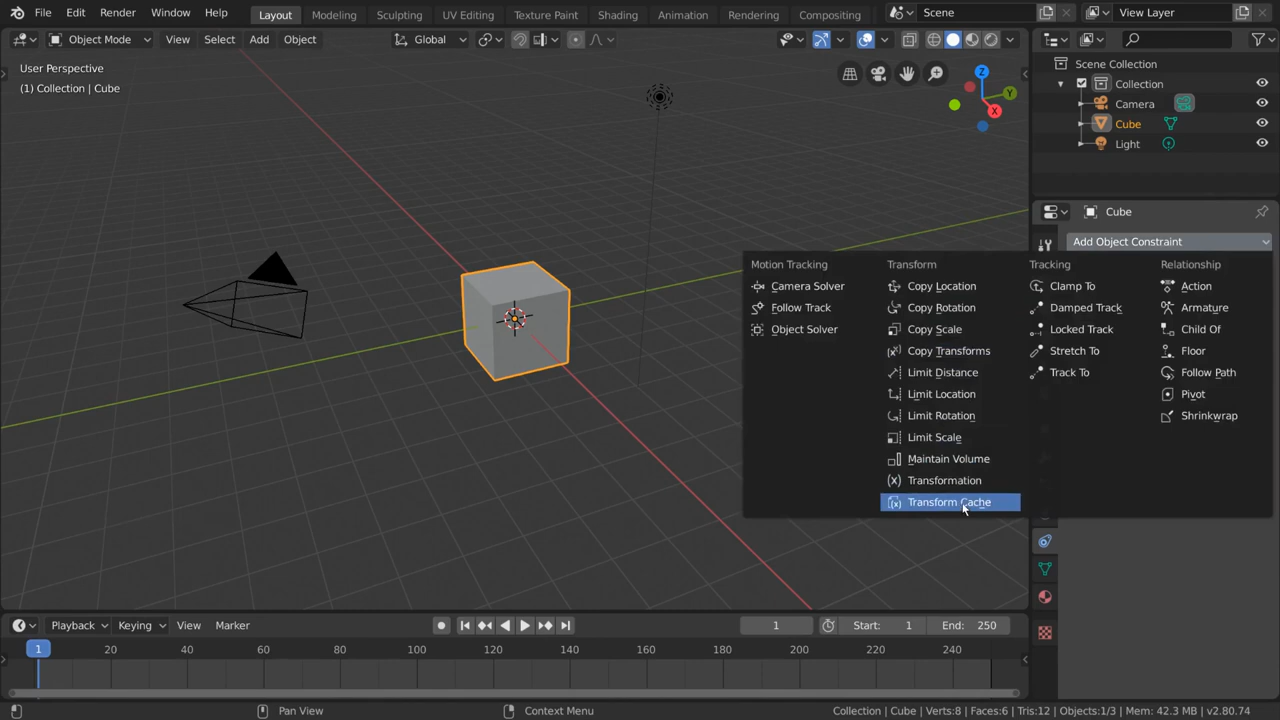 File Edit Render Window Help Layout Modeling Sculpting UV Editing Texture Paint Shading Animation Rendering Compositing Scene View Layer
Object Mode View Select Add Object Global
User Perspective
(1) Collection | Cube
Z
Y
X
Scene Collection
Collection
Camera
Cube
Light
Cube
Add Object Constraint
Motion Tracking
Camera Solver
Follow Track
Object Solver
Transform
Copy Location
Copy Rotation
Copy Scale
Copy Transforms
Limit Distance
Limit Location
Limit Rotation
Limit Scale
Maintain Volume
Transformation
Transform Cache
Tracking
Clamp To
Damped Track
Locked Track
Stretch To
Track To
Relationship
Action
Armature
Child Of
Floor
Follow Path
Pivot
Shrinkwrap
Playback Keying View Marker 1 Start: 1 End: 250
1 20 40 60 80 100 120 140 160 180 200 220 240
Pan View Context Menu Collection | Cube | Verts:8 | Faces:6 | Tris:12 | Objects:1/3 | Mem: 42.3 MB | v2.80.74